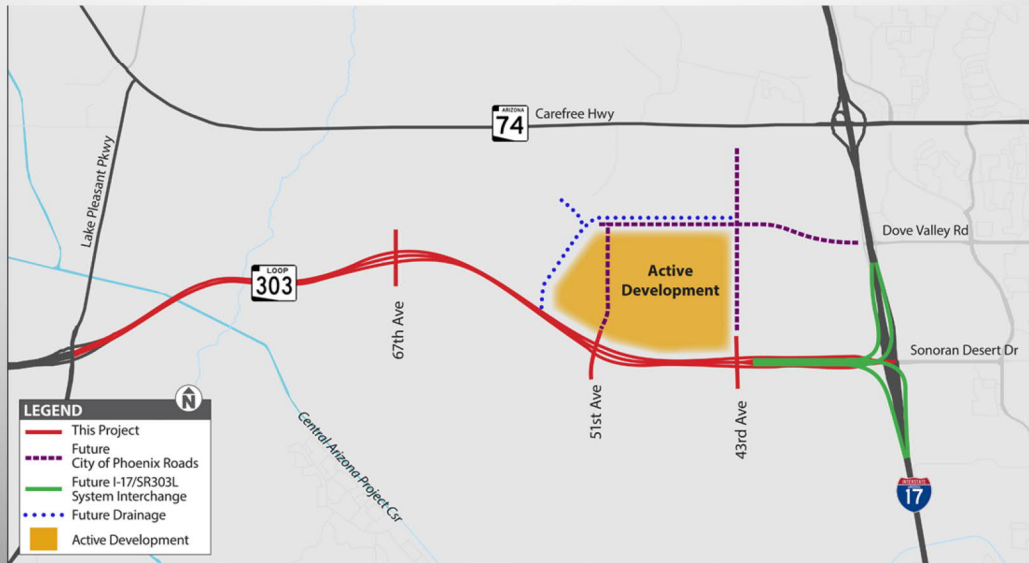 ARIZONA
74
Carefree Hwy
Lake Pleasant Pkwy
Dove Valley Rd
LOOP
303
Active
Development
67th Ave
Sonoran Desert Dr
51st Ave
43rd Ave
Central Arizona Project Csr
INTERSTATE
17
N
LEGEND
This Project
Future
City of Phoenix Roads
Future I-17/SR303L
System Interchange
Future Drainage
Active Development